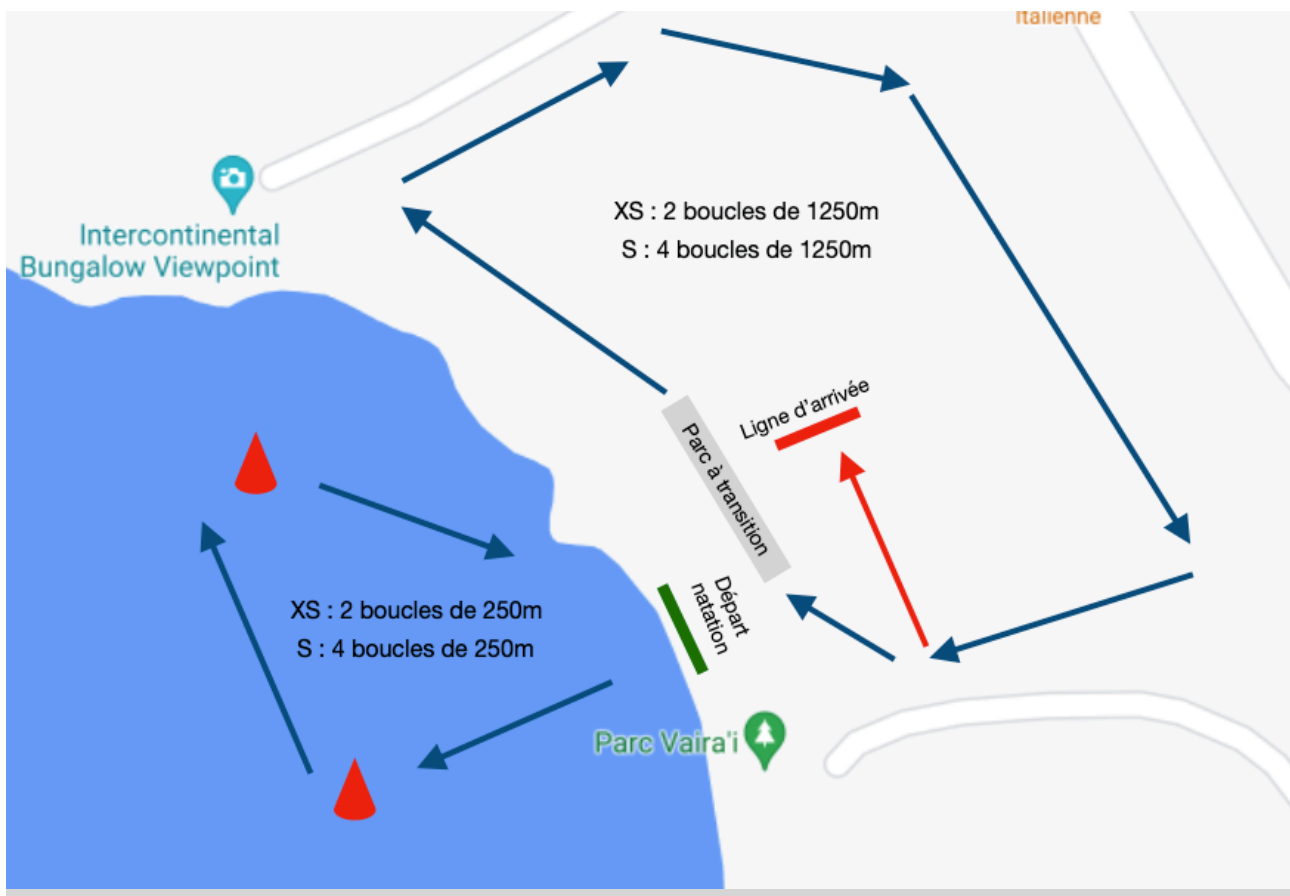 Italienne
Intercontinental
Bungalow Viewpoint
XS : 2 boucles de 1250m
S : 4 boucles de 1250m
Ligne d’arrivée
Parc à transition
Départ
natation
XS : 2 boucles de 250m
S : 4 boucles de 250m
Parc Vaira'i